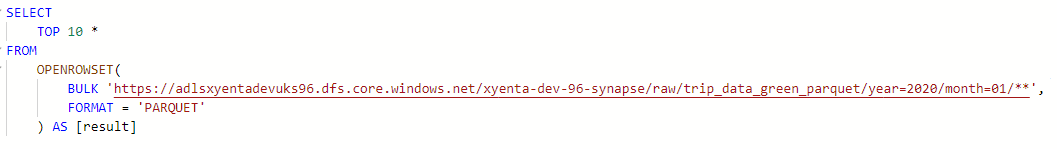 SELECT
TOP 10 *
FROM
OPENROWSET(
BULK 'https://adlsxyentadevuks96.dfs.core.windows.net/xyenta-dev-96-synapse/raw/trip_data_green_parquet/year=2020/month=01/**',
FORMAT = 'PARQUET'
) AS [result]